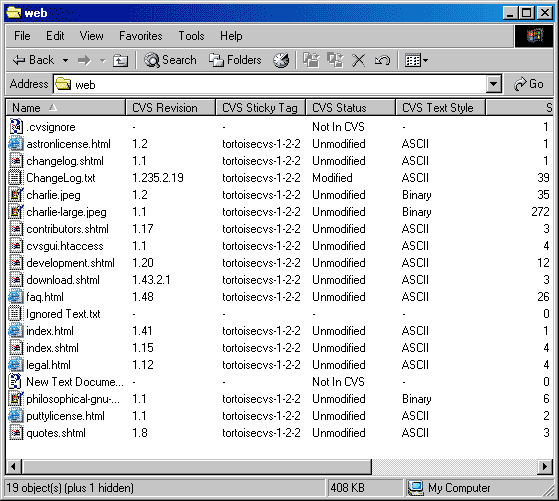 web
File Edit View Favorites Tools Help
Back Search Folders
Address web Go
Name CVS Revision CVS Sticky Tag CVS Status CVS Text Style S
.cvsignore - - Not In CVS - 1
astronlicense.html 1.2 tortoisecvs-1-2-2 Unmodified ASCII 1
changelog.shtml 1.1 tortoisecvs-1-2-2 Unmodified ASCII 1
ChangeLog.txt 1.235.2.19 tortoisecvs-1-2-2 Modified ASCII 39
charlie.jpeg 1.2 tortoisecvs-1-2-2 Unmodified Binary 35
charlie-large.jpeg 1.1 tortoisecvs-1-2-2 Unmodified Binary 272
contributors.shtml 1.17 tortoisecvs-1-2-2 Unmodified ASCII 3
cvsgui.htaccess 1.1 tortoisecvs-1-2-2 Unmodified ASCII 4
development.shtml 1.20 tortoisecvs-1-2-2 Unmodified ASCII 12
download.shtml 1.43.2.1 tortoisecvs-1-2-2 Unmodified ASCII 3
faq.html 1.48 tortoisecvs-1-2-2 Unmodified ASCII 26
Ignored Text.txt - - - - 0
index.html 1.41 tortoisecvs-1-2-2 Unmodified ASCII 1
index.shtml 1.15 tortoisecvs-1-2-2 Unmodified ASCII 4
legal.html 1.12 tortoisecvs-1-2-2 Unmodified ASCII 4
New Text Docume... - - Not In CVS - 0
philosophical-gnu-... 1.1 tortoisecvs-1-2-2 Unmodified Binary 6
puttylicense.html 1.1 tortoisecvs-1-2-2 Unmodified ASCII 2
quotes.shtml 1.8 tortoisecvs-1-2-2 Unmodified ASCII 3
19 object(s) (plus 1 hidden) 408 KB My Computer